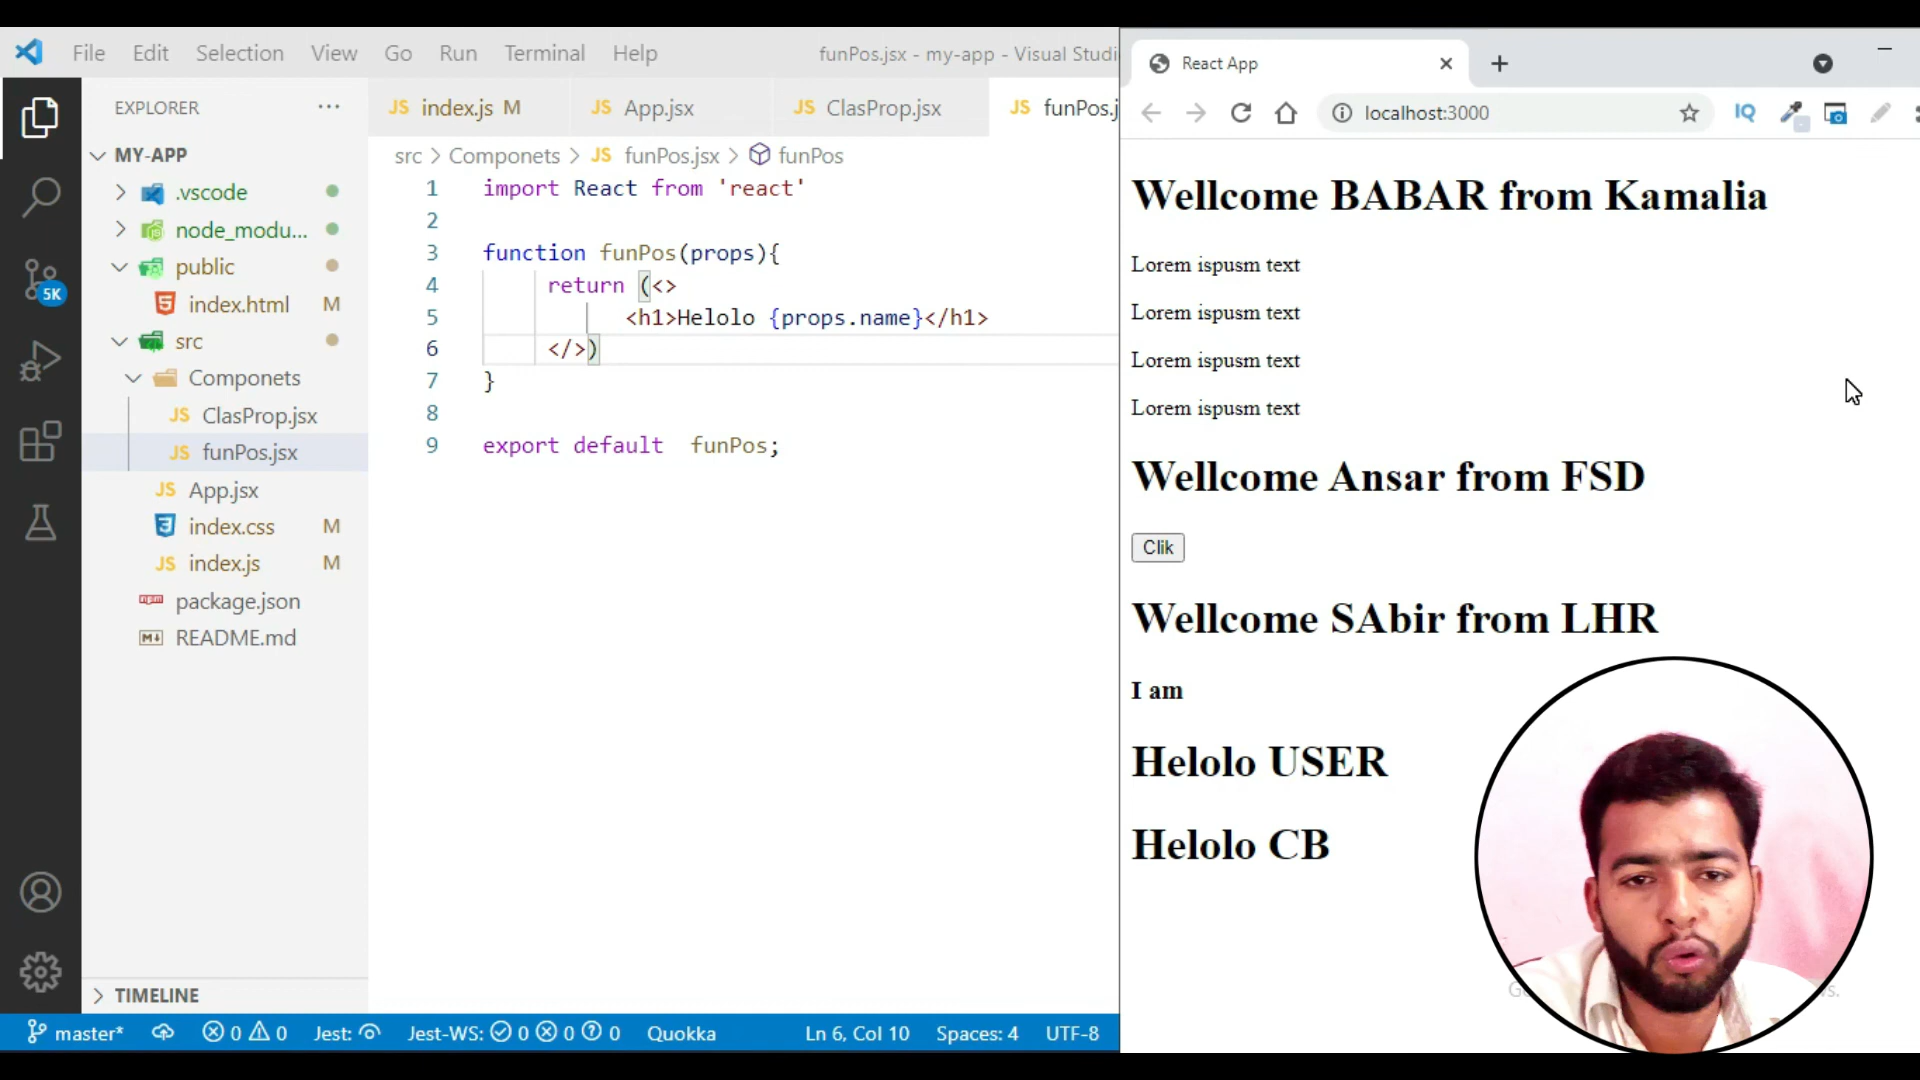 File Edit Selection View Go Run Terminal Help funPos.jsx - my-app - Visual Studi
EXPLORER ...
MY-APP
.vscode
node_modu...
public
index.html M
src
Componets
ClasProp.jsx
funPos.jsx
App.jsx
index.css M
index.js M
package.json
README.md
TIMELINE
5K
JS index.js M JS App.jsx JS ClasProp.jsx JS funPos.j
src > Componets > JS funPos.jsx > funPos
1 import React from 'react'
2
3 function funPos(props){
4 return (<>
5 <h1>Helolo {props.name}</h1>
6 </>)
7 }
8
9 export default funPos;
master* 0 0 Jest: Jest-WS: 0 0 0 Quokka Ln 6, Col 10 Spaces: 4 UTF-8
React App
localhost:3000 IQ
Wellcome BABAR from Kamalia
Lorem ispusm text
Lorem ispusm text
Lorem ispusm text
Lorem ispusm text
Wellcome Ansar from FSD
Clik
Wellcome SAbir from LHR
I am
Helolo USER
Helolo CB